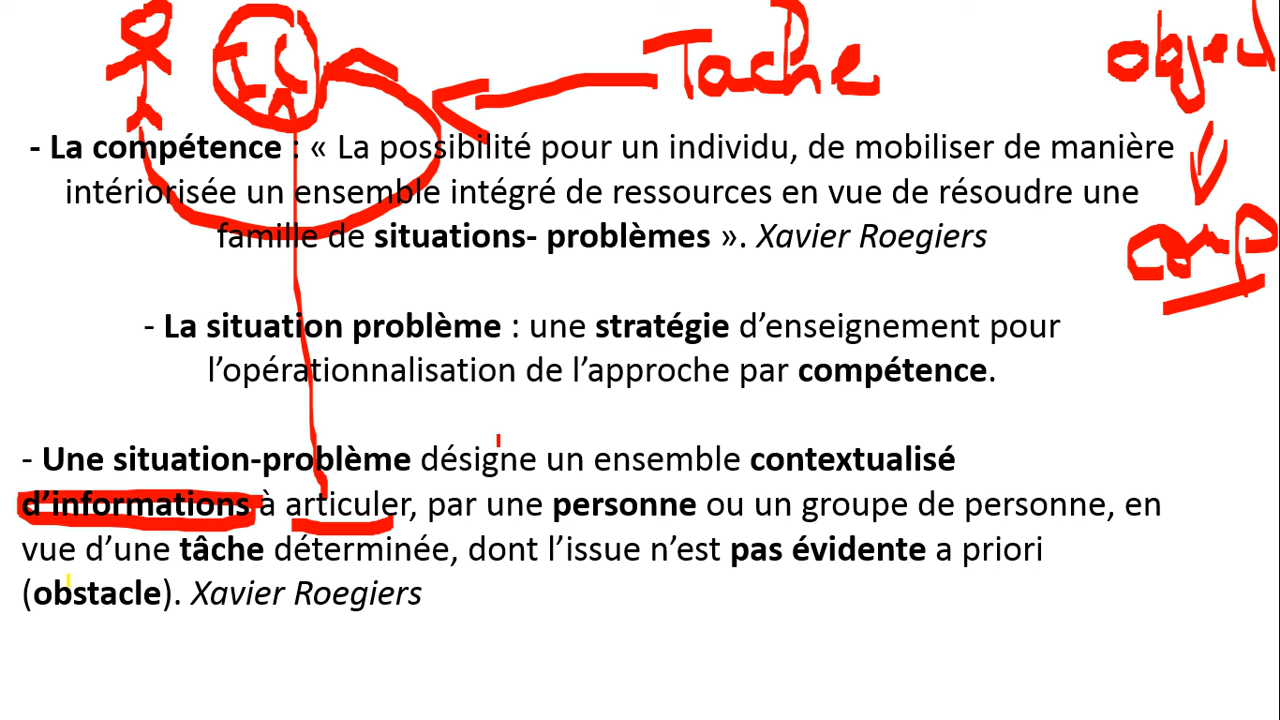 Tache
objed
- La compétence : « La possibilité pour un individu, de mobiliser de manière
intériorisée un ensemble intégré de ressources en vue de résoudre une
famille de situations- problèmes ». Xavier Roegiers
comp
- La situation problème : une stratégie d’enseignement pour
l’opérationnalisation de l’approche par compétence.
- Une situation-problème désigne un ensemble contextualisé
d’informations à articuler, par une personne ou un groupe de personne, en
vue d’une tâche déterminée, dont l’issue n’est pas évidente a priori
(obstacle). Xavier Roegiers